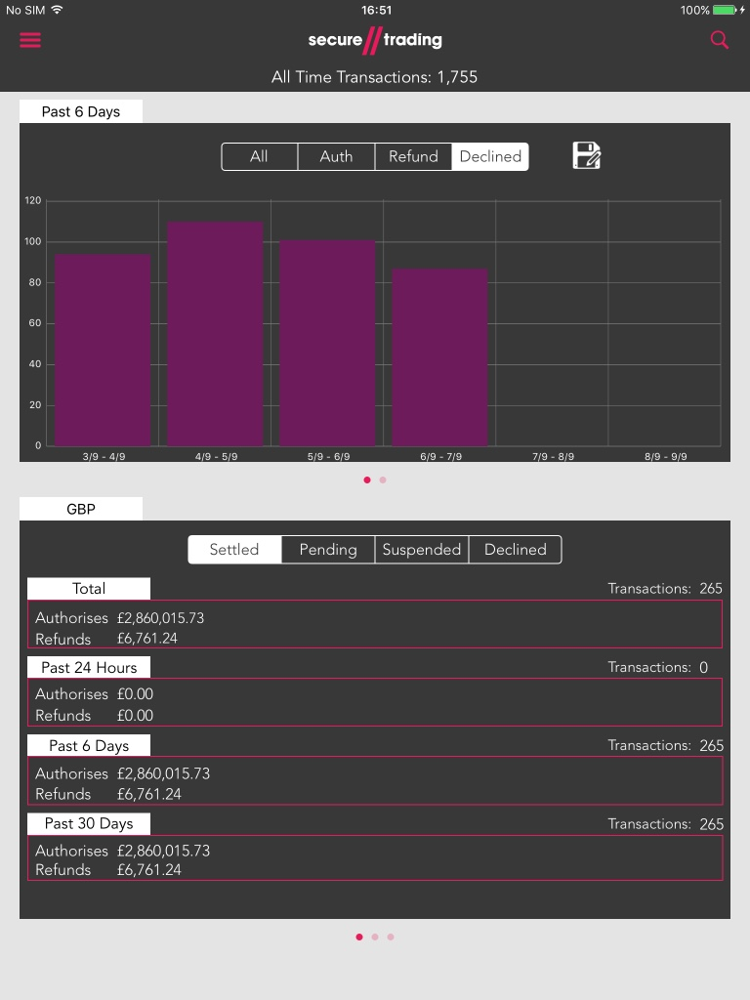 No SIM 16:51 100%
secure//trading
All Time Transactions: 1,755
Past 6 Days
All Auth Refund Declined
120
100
80
60
40
20
0
3/9 - 4/9 4/9 - 5/9 5/9 - 6/9 6/9 - 7/9 7/9 - 8/9 8/9 - 9/9
GBP
Settled Pending Suspended Declined
Total Transactions: 265
Authorises £2,860,015.73
Refunds £6,761.24
Past 24 Hours Transactions: 0
Authorises £0.00
Refunds £0.00
Past 6 Days Transactions: 265
Authorises £2,860,015.73
Refunds £6,761.24
Past 30 Days Transactions: 265
Authorises £2,860,015.73
Refunds £6,761.24